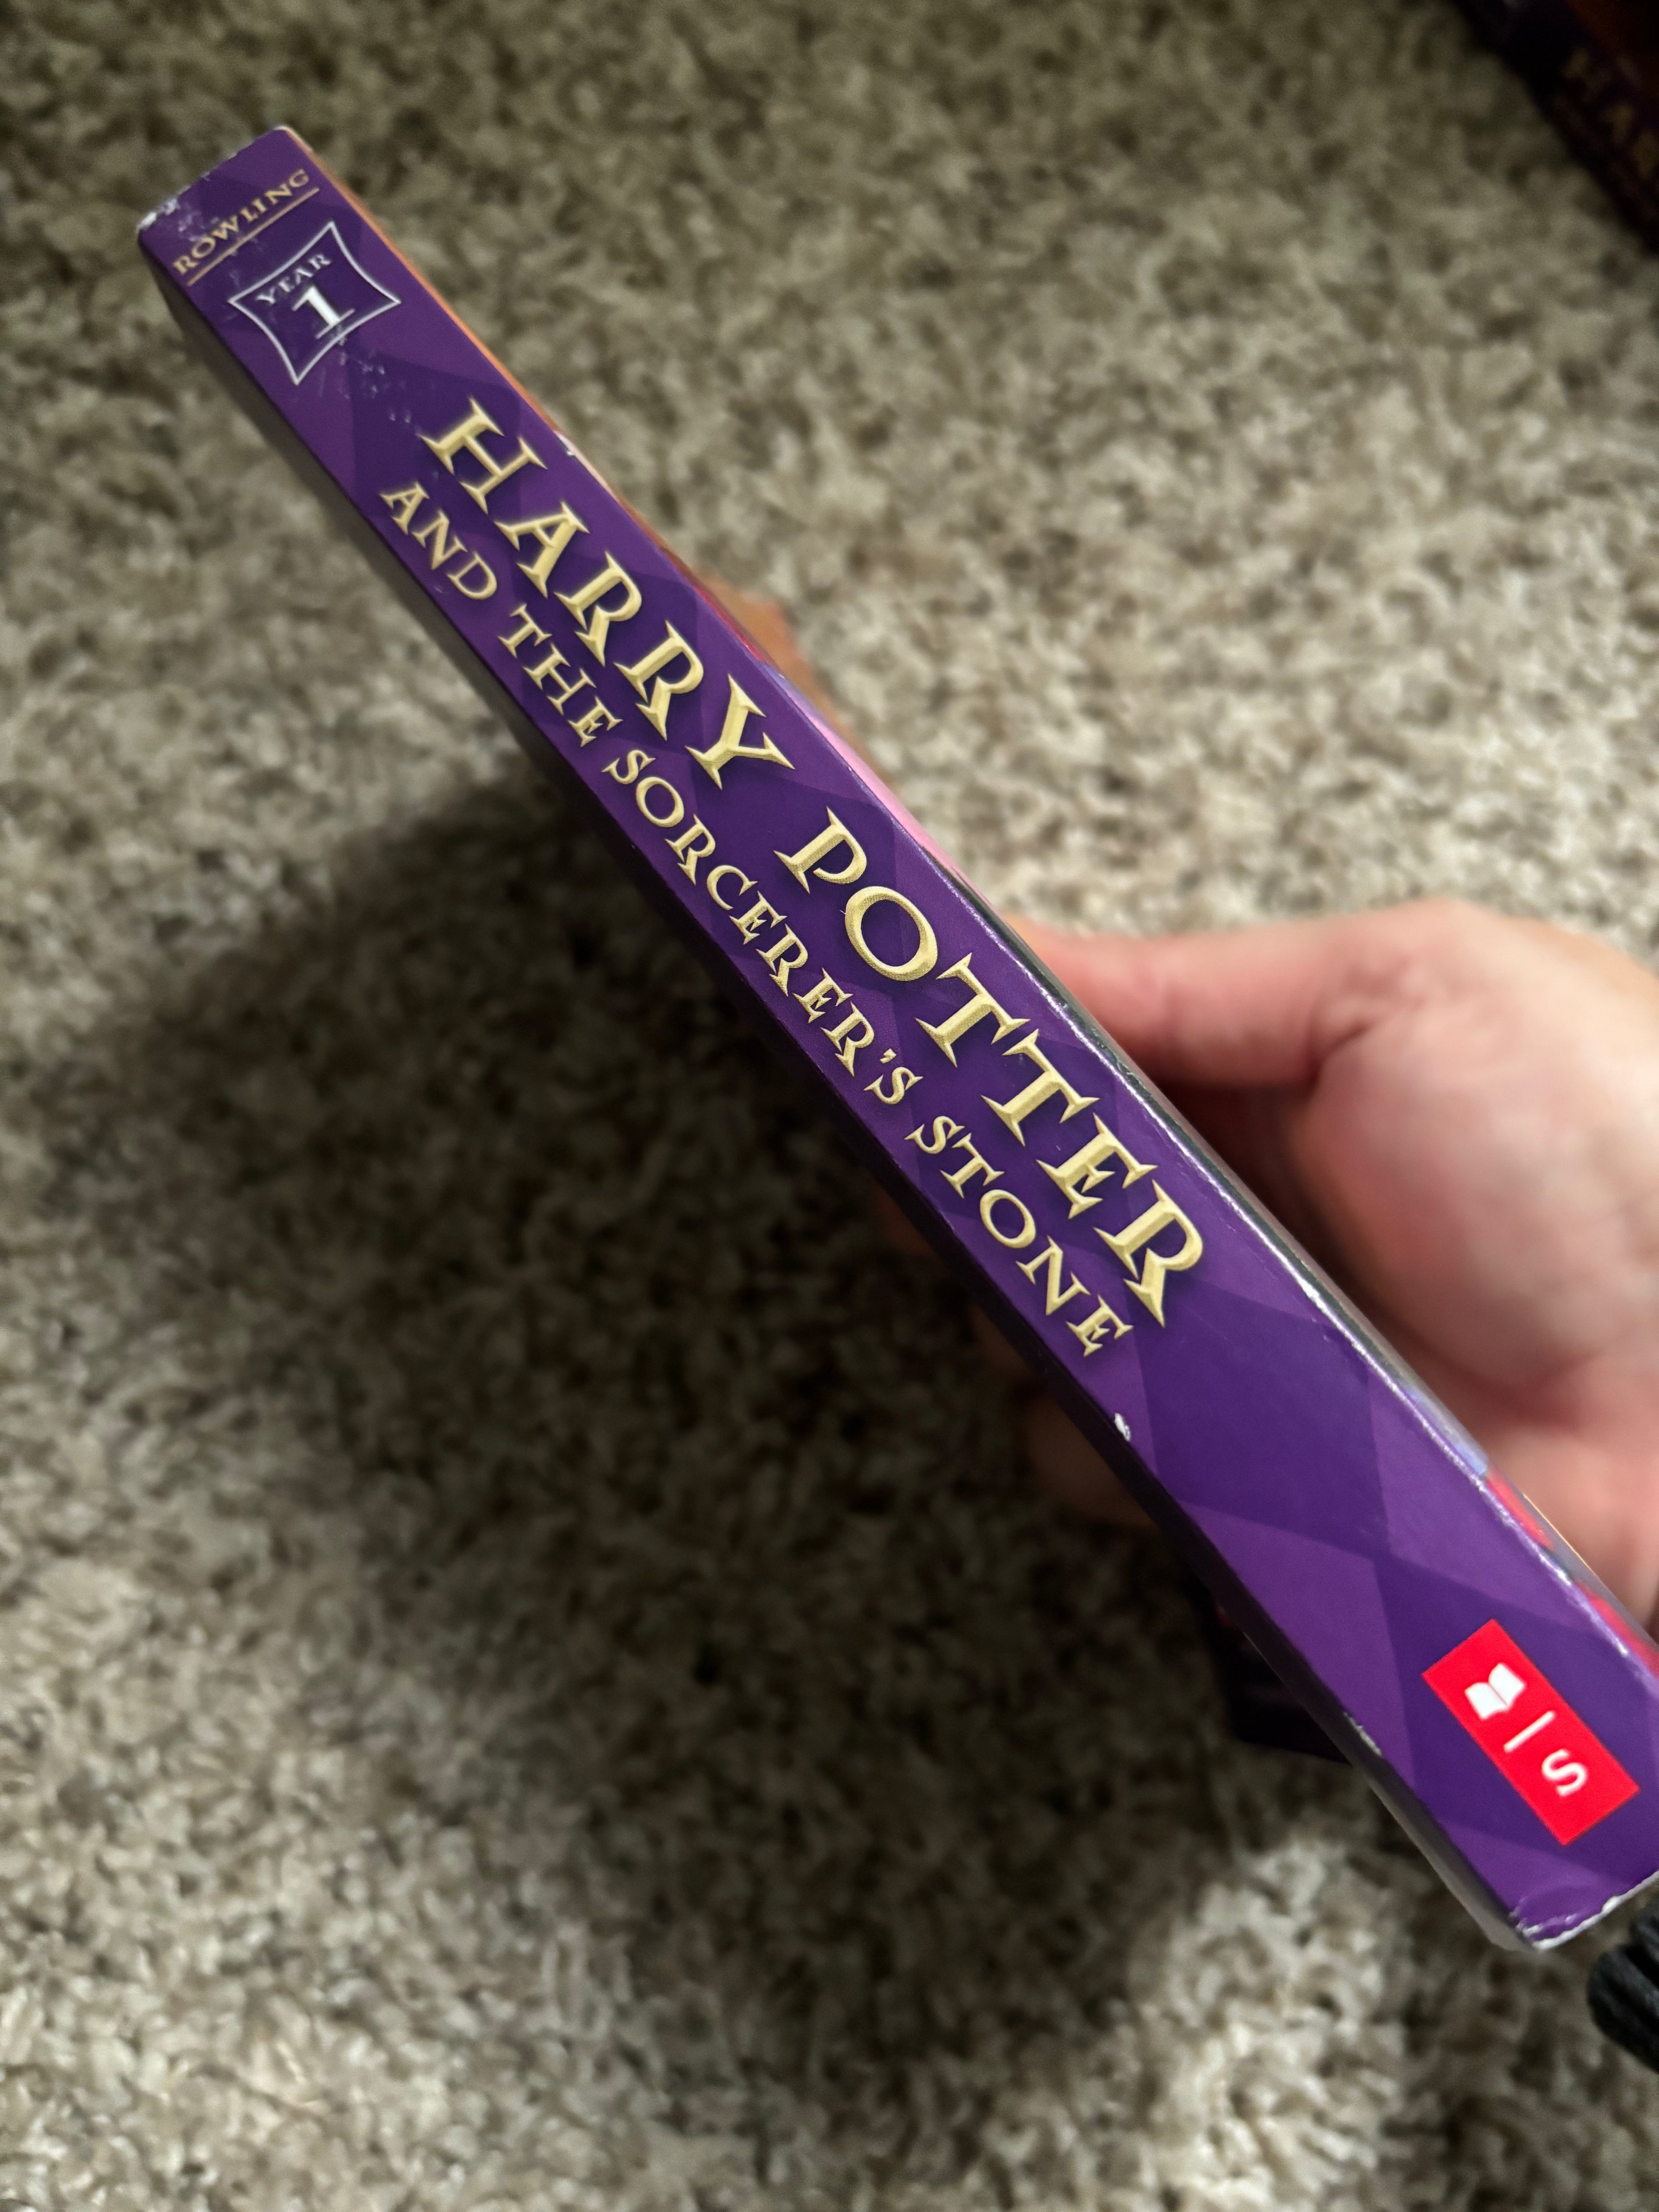 ROWLING
YEAR
1
HARRY POTTER
AND THE SORCERER'S STONE
S